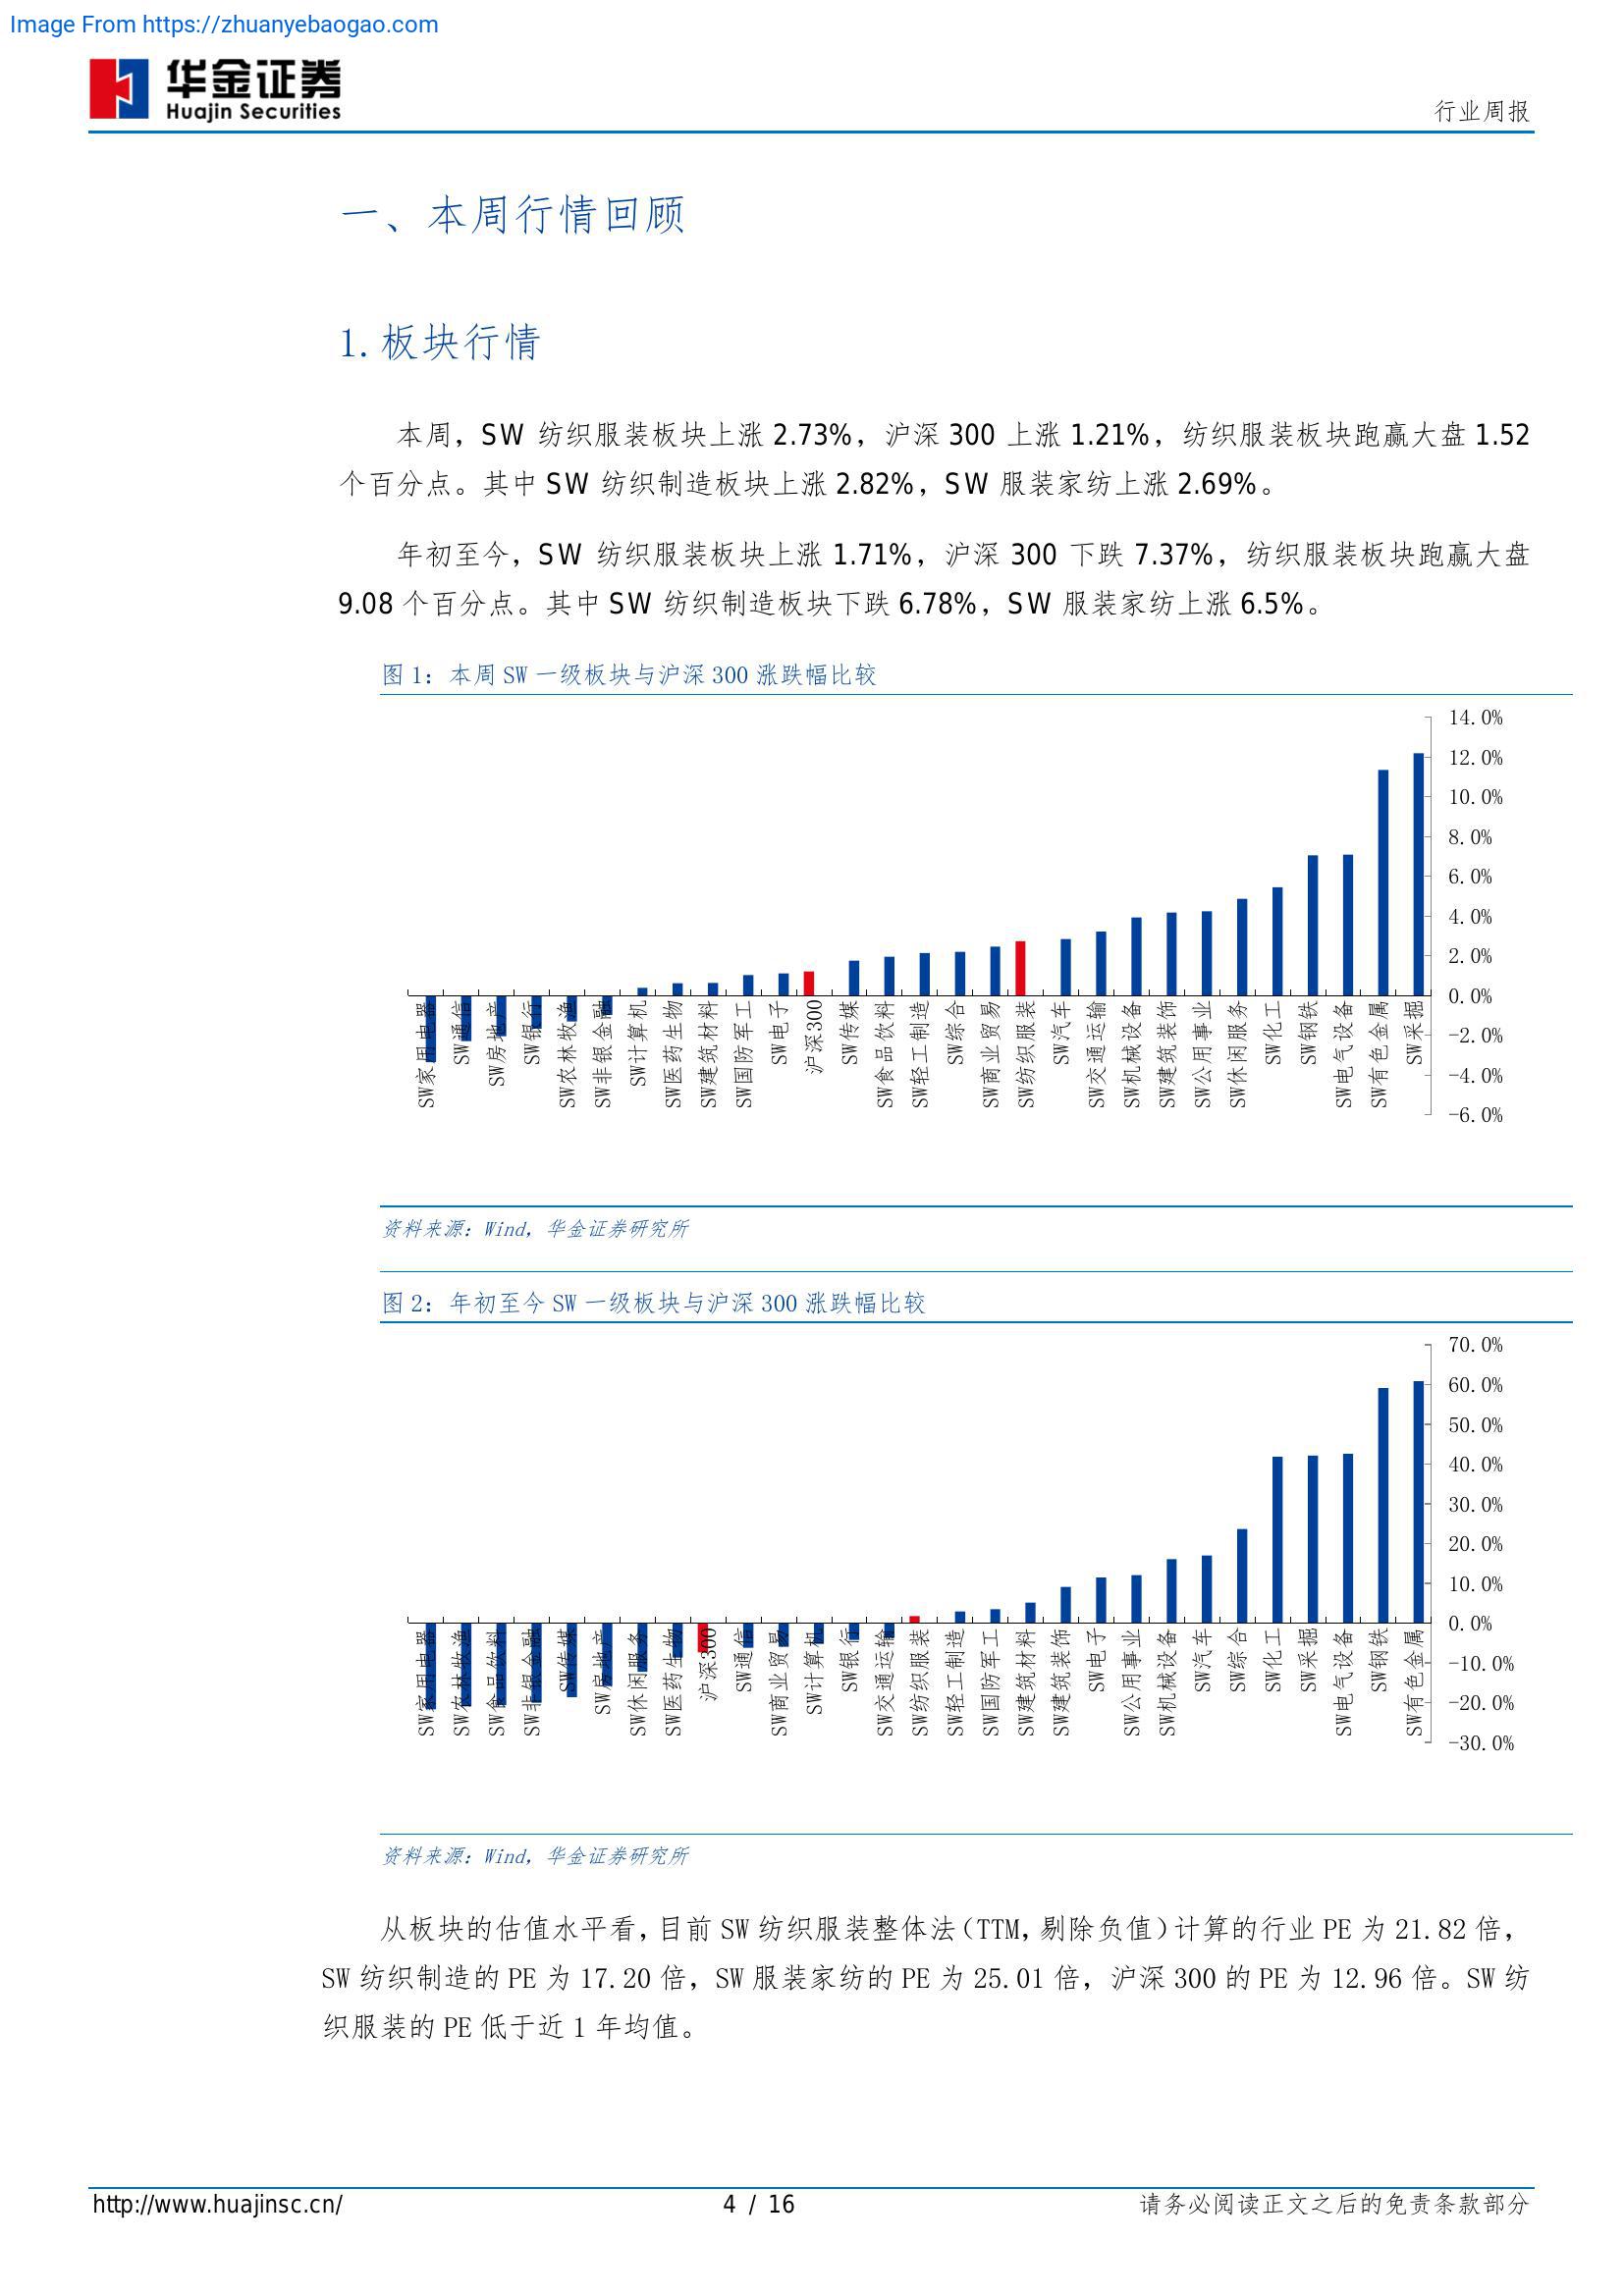 Image From https://zhuanyebaogao.com
华金证券
Huajin Securities
行业周报
一、本周行情回顾
1.板块行情
本周，SW 纺织服装板块上涨 2.73%，沪深 300 上涨 1.21%，纺织服装板块跑赢大盘 1.52
个百分点。其中 SW 纺织制造板块上涨 2.82%，SW 服装家纺上涨 2.69%。
年初至今，SW 纺织服装板块上涨 1.71%，沪深 300 下跌 7.37%，纺织服装板块跑赢大盘
9.08 个百分点。其中 SW 纺织制造板块下跌 6.78%，SW 服装家纺上涨 6.5%。
图 1：本周 SW 一级板块与沪深 300 涨跌幅比较
14.0%
12.0%
10.0%
8.0%
6.0%
4.0%
2.0%
0.0%
-2.0%
-4.0%
-6.0%
SW家用电器
SW通信
SW房地产
SW银行
SW农林牧渔
SW非银金融
SW计算机
SW医药生物
SW建筑材料
SW国防军工
SW电子
沪深300
SW传媒
SW食品饮料
SW轻工制造
SW综合
SW商业贸易
SW纺织服装
SW汽车
SW交通运输
SW机械设备
SW建筑装饰
SW公用事业
SW休闲服务
SW化工
SW钢铁
SW电气设备
SW有色金属
SW采掘
资料来源：Wind，华金证券研究所
图 2：年初至今 SW 一级板块与沪深 300 涨跌幅比较
70.0%
60.0%
50.0%
40.0%
30.0%
20.0%
10.0%
0.0%
-10.0%
-20.0%
-30.0%
SW家用电器
SW农林牧渔
SW食品饮料
SW非银金融
SW传媒
SW房地产
SW休闲服务
SW医药生物
沪深300
SW通信
SW商业贸易
SW计算机
SW银行
SW交通运输
SW纺织服装
SW轻工制造
SW国防军工
SW建筑材料
SW建筑装饰
SW电子
SW公用事业
SW机械设备
SW汽车
SW综合
SW化工
SW采掘
SW电气设备
SW钢铁
SW有色金属
资料来源：Wind，华金证券研究所
从板块的估值水平看，目前 SW 纺织服装整体法（TTM，剔除负值）计算的行业 PE 为 21.82 倍，
SW 纺织制造的 PE 为 17.20 倍，SW 服装家纺的 PE 为 25.01 倍，沪深 300 的 PE 为 12.96 倍。SW 纺
织服装的 PE 低于近 1 年均值。
http://www.huajinsc.cn/
4 / 16
请务必阅读正文之后的免责条款部分